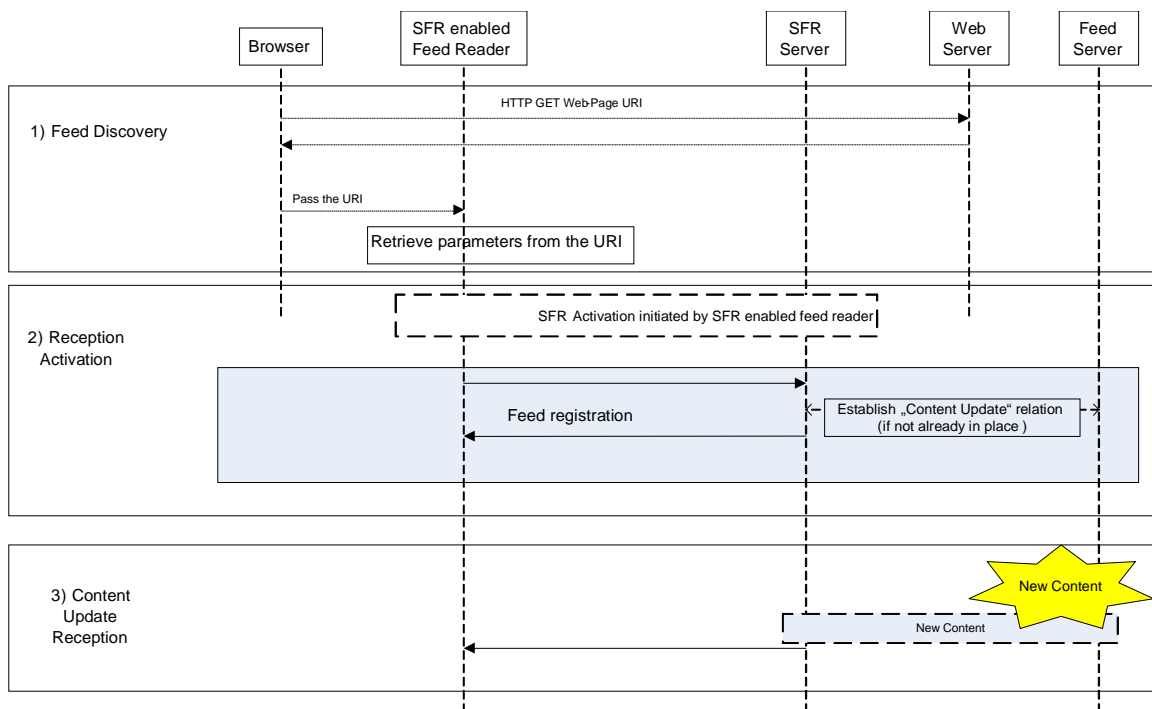 Browser
SFR enabled
Feed Reader
SFR
Server
Web
Server
Feed
Server
1) Feed Discovery
HTTP GET Web-Page URI
Pass the URI
Retrieve parameters from the URI
2) Reception
Activation
SFR Activation initiated by SFR enabled feed reader
Feed registration
Establish „Content Update“ relation
(if not already in place )
3) Content
Update
Reception
New Content
New Content